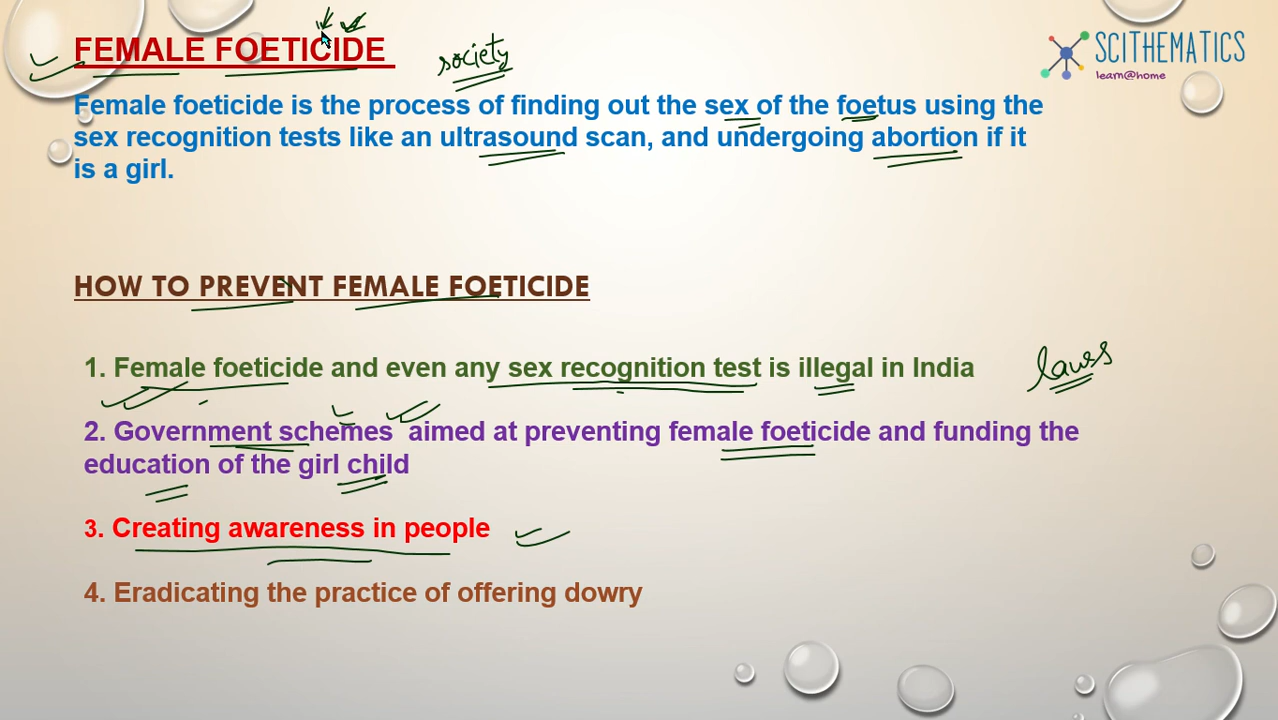 FEMALE FOETICIDE
society
SCITHEMATICS
learn@home
Female foeticide is the process of finding out the sex of the foetus using the
sex recognition tests like an ultrasound scan, and undergoing abortion if it
is a girl.
HOW TO PREVENT FEMALE FOETICIDE
1. Female foeticide and even any sex recognition test is illegal in India
laws
2. Government schemes aimed at preventing female foeticide and funding the
education of the girl child
3. Creating awareness in people
4. Eradicating the practice of offering dowry